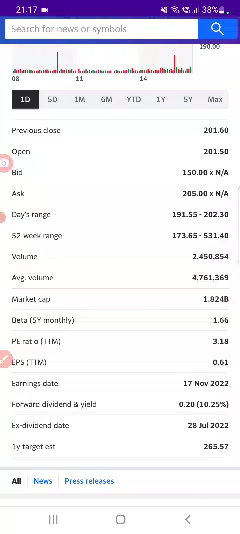 21:17
38%
Search for news or symbols
190.00
08 11 14
1D 5D 1M 6M YTD 1Y 5Y Max
Previous close 201.60
Open 201.50
Bid 150.00 x N/A
Ask 205.00 x N/A
Day's range 191.55 - 202.30
52 week range 173.65 - 531.40
Volume 2,450,854
Avg. volume 4,761,369
Market cap 1.824B
Beta (5Y monthly) 1.66
PE ratio (TTM) 3.18
EPS (TTM) 0.61
Earnings date 17 Nov 2022
Forward dividend & yield 0.20 (10.25%)
Ex-dividend date 28 Jul 2022
1y target est 265.57
All News Press releases